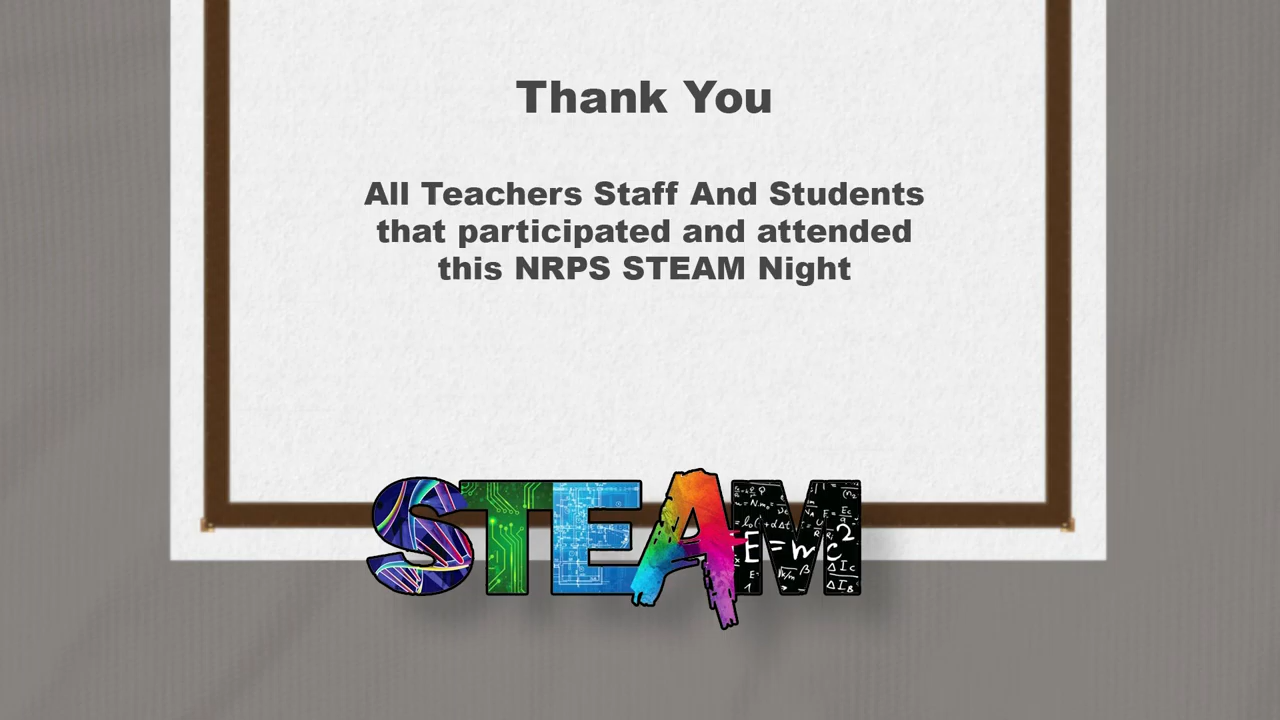 Thank You
All Teachers Staff And Students
that participated and attended
this NRPS STEAM Night
STEAM
E=mc²